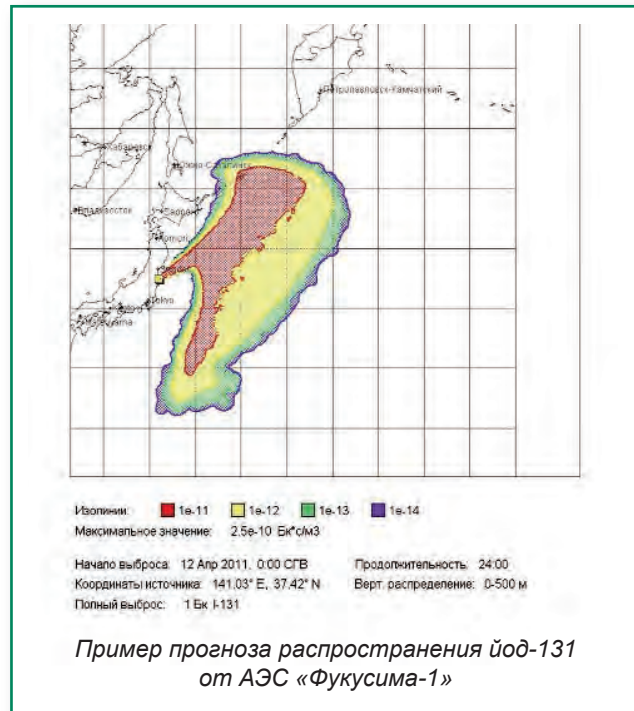 Петропавловск-Камчатский
Хабаровск
Южно-Сахалинск
Владивосток
Саппоро
Aomori
Tokyo
Изолинии: 1e-11 1e-12 1e-13 1e-14
Максимальное значение: 2.5e-10 Бк*с/м3
Начало выброса: 12 Апр 2011, 0:00 СГВ Продолжительность: 24:00
Координаты источника: 141.03° E, 37.42° N Верт. распределение: 0-500 м
Полный выброс: 1 Бк I-131
Пример прогноза распространения йод-131
от АЭС «Фукусима-1»